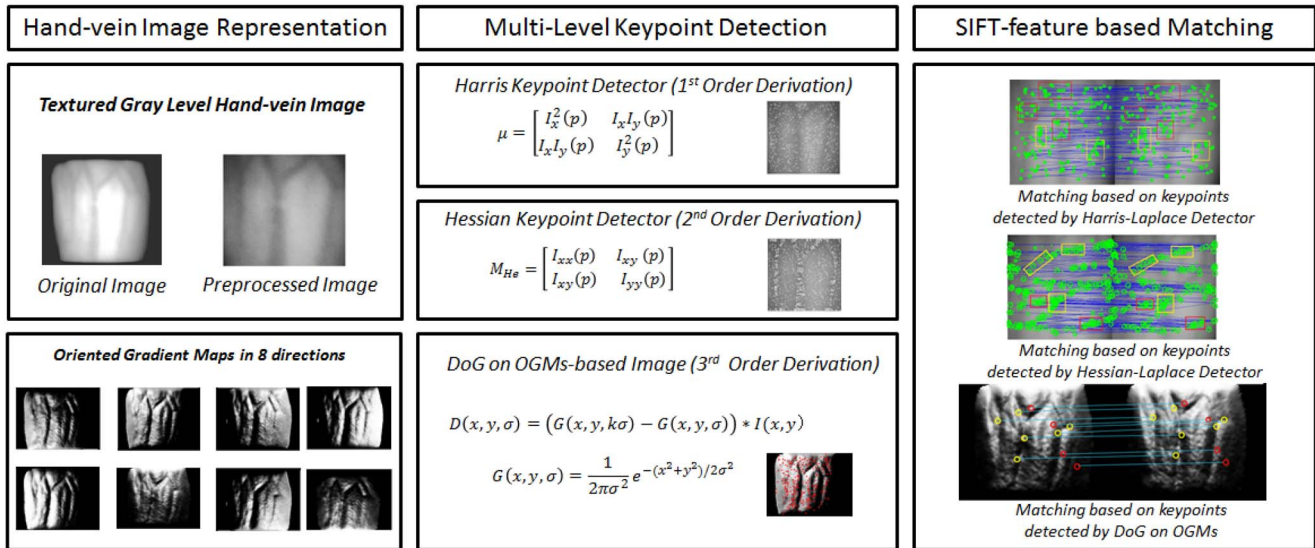 Hand-vein Image Representation
Textured Gray Level Hand-vein Image
Original Image
Preprocessed Image
Oriented Gradient Maps in 8 directions
Multi-Level Keypoint Detection
Harris Keypoint Detector (1st Order Derivation)
μ = [I_x^2(p) I_xI_y(p)
I_xI_y(p) I_y^2(p)]
Hessian Keypoint Detector (2nd Order Derivation)
M_He = [I_xx(p) I_xy(p)
I_xy(p) I_yy(p)]
DoG on OGMs-based Image (3rd Order Derivation)
D(x, y, σ) = (G(x, y, kσ) − G(x, y, σ)) * I(x, y)
G(x, y, σ) = 1/(2πσ^2) e^{−(x^2+y^2)/2σ^2}
SIFT-feature based Matching
Matching based on keypoints
detected by Harris-Laplace Detector
Matching based on keypoints
detected by Hessian-Laplace Detector
Matching based on keypoints
detected by DoG on OGMs